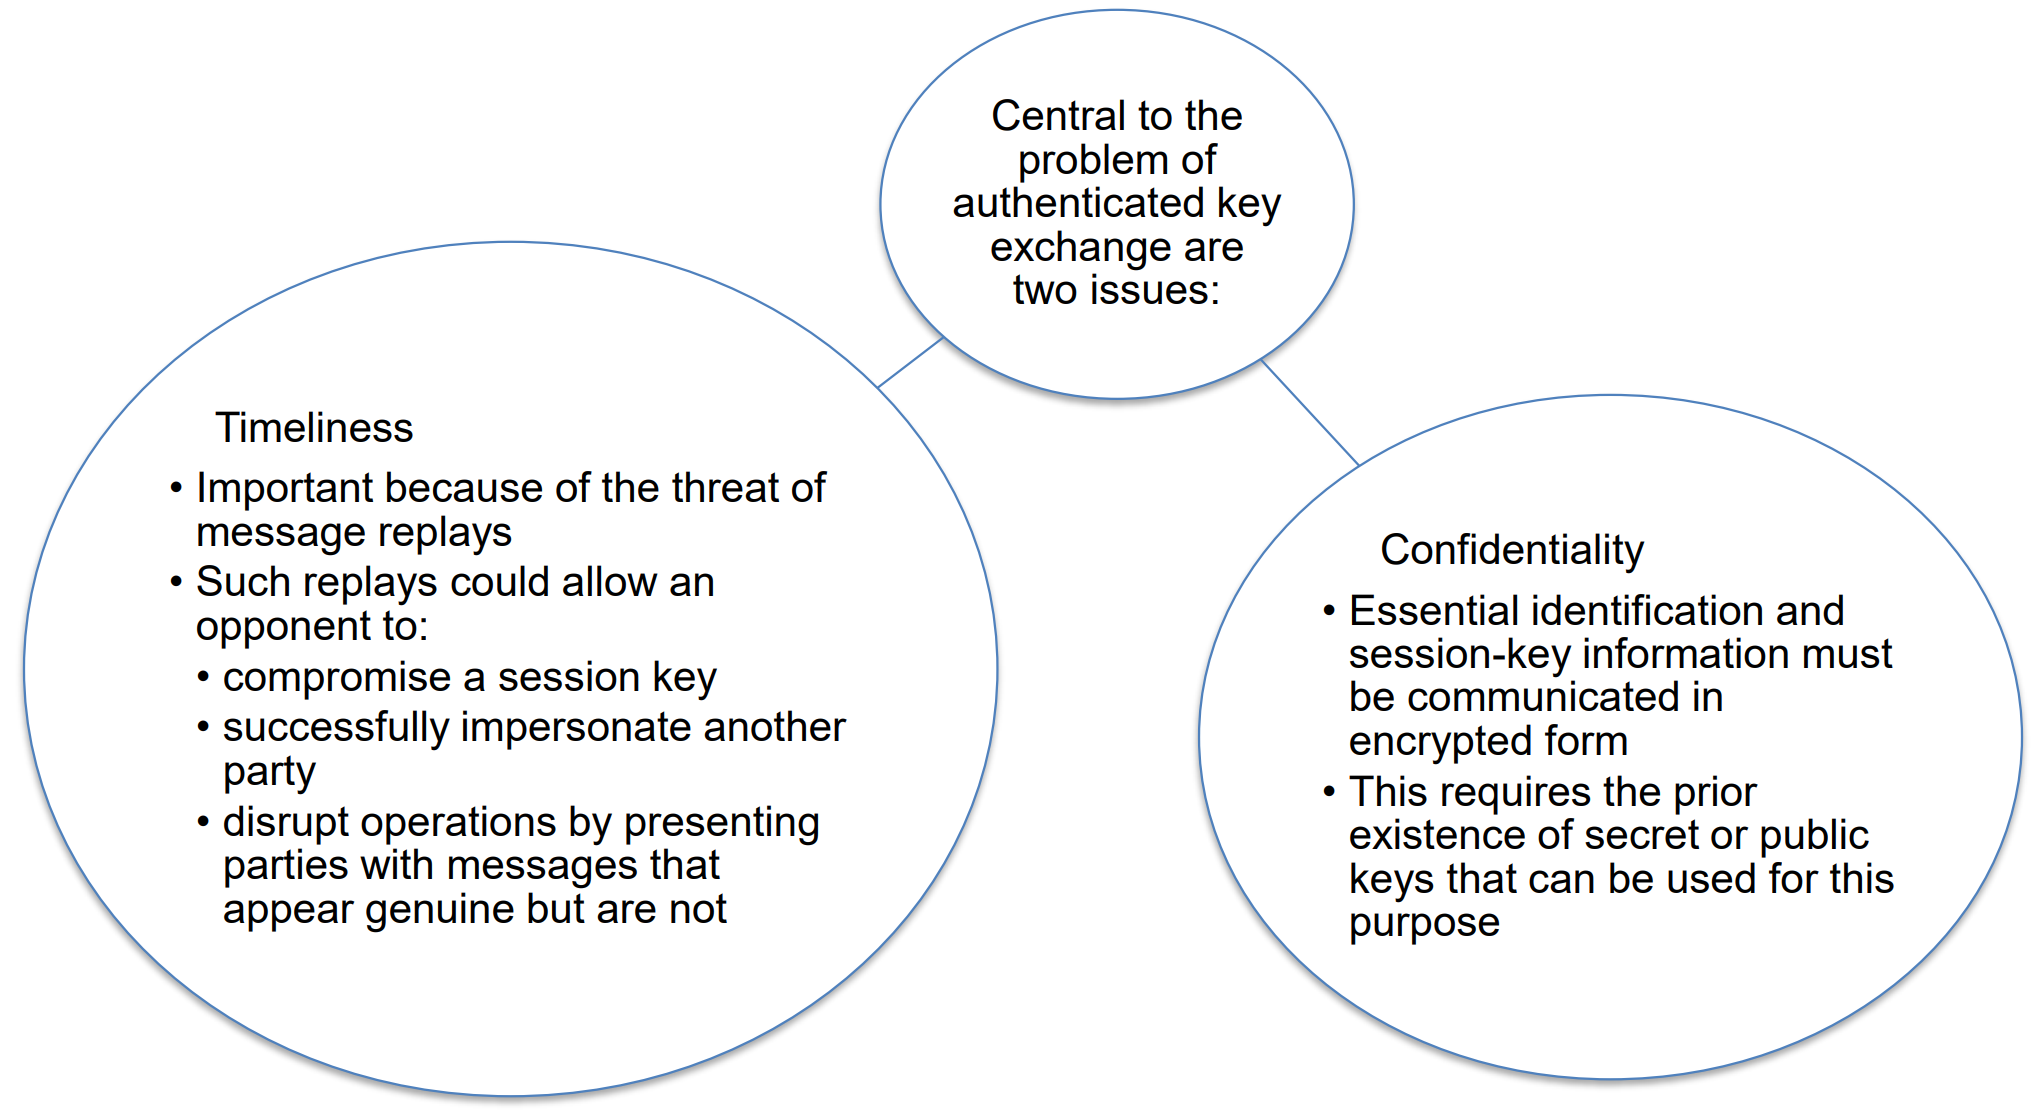 Central to the
problem of
authenticated key
exchange are
two issues:
Timeliness
• Important because of the threat of
message replays
• Such replays could allow an
opponent to:
• compromise a session key
• successfully impersonate another
party
• disrupt operations by presenting
parties with messages that
appear genuine but are not
Confidentiality
• Essential identification and
session-key information must
be communicated in
encrypted form
• This requires the prior
existence of secret or public
keys that can be used for this
purpose